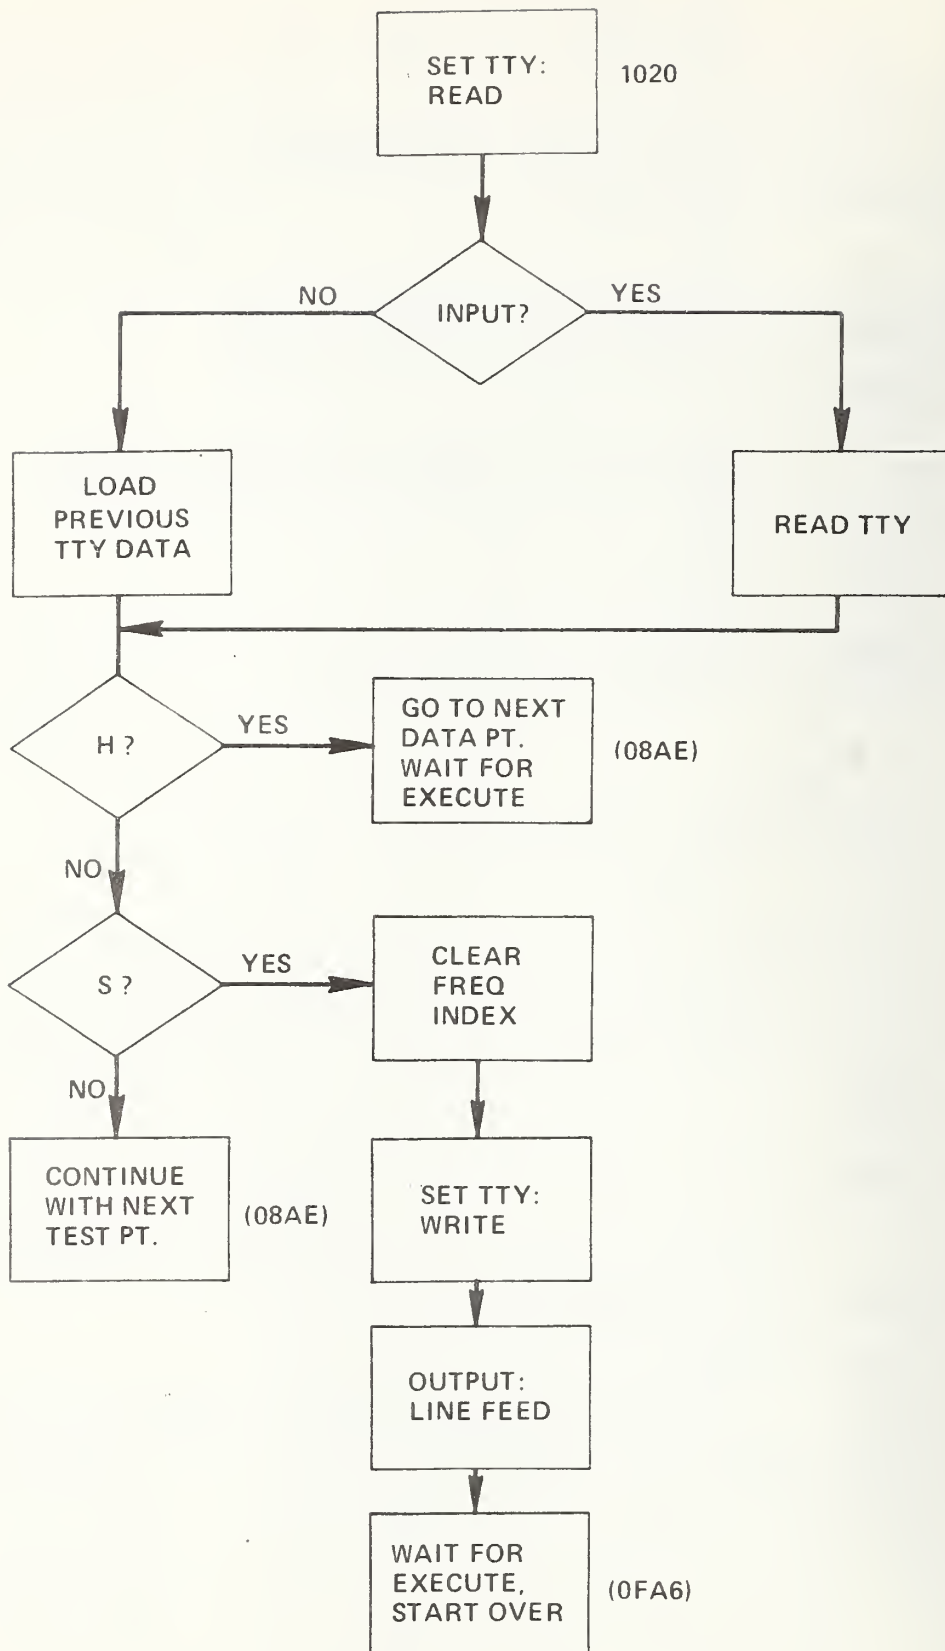 SET TTY:
READ
1020
INPUT?
NO
YES
LOAD
PREVIOUS
TTY DATA
READ TTY
H ?
YES
GO TO NEXT
DATA PT.
WAIT FOR
EXECUTE
(08AE)
NO
S ?
YES
CLEAR
FREQ
INDEX
NO
CONTINUE
WITH NEXT
TEST PT.
(08AE)
SET TTY:
WRITE
OUTPUT:
LINE FEED
WAIT FOR
EXECUTE,
START OVER
(0FA6)